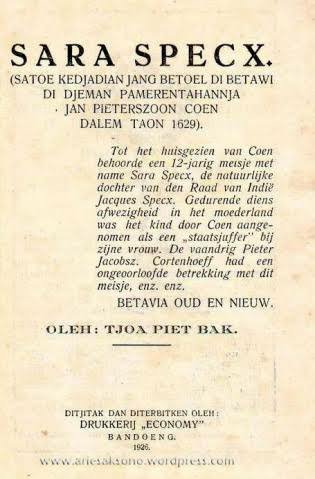 SARA SPECX.
(SATOE KEDJADIAN JANG BETOEL DI BETAWI
DI DJEMAN PAMERENTAHANNJA
JAN PIETERSZOON COEN
DALEM TAON 1629).
Tot het huisgezien van Coen
behoorde een 12-jarig meisje met
name Sara Specx, de natuurlijke
dochter van den Raad van Indië
Jacques Specx. Gedurende diens
afwezigheid in het moederland
was het kind door Coen aange-
nomen als een „staatsjuffer" bij
zijne vrouw. De vaandrig Pieter
Jacobsz. Cortenhoeff had een
ongeoorloofde betrekking met dit
meisje, enz. enz.
BETAVIA OUD EN NIEUW.
OLEH: TJOA PIET BAK.
DITJITAK DAN DITERBITKEN OLEH:
DRUKKERIJ „ECONOMY"
BANDOENG.
1926.
www.ariesaksono.wordpress.com